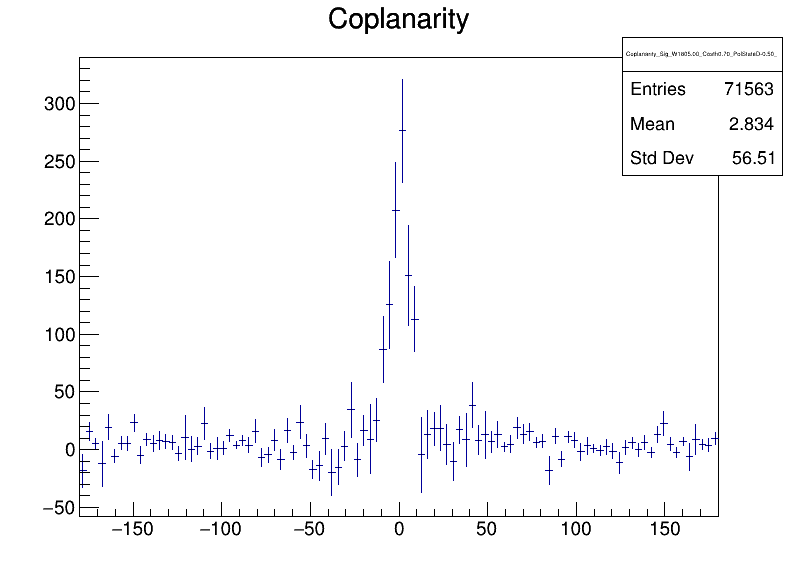 Coplanarity
Coplanarity_Sig_W1805.00_Costh0.70_PolStateD-0.50_
Entries 71563
Mean 2.834
Std Dev 56.51
300
250
200
150
100
50
0
−50
−150 −100 −50 0 50 100 150